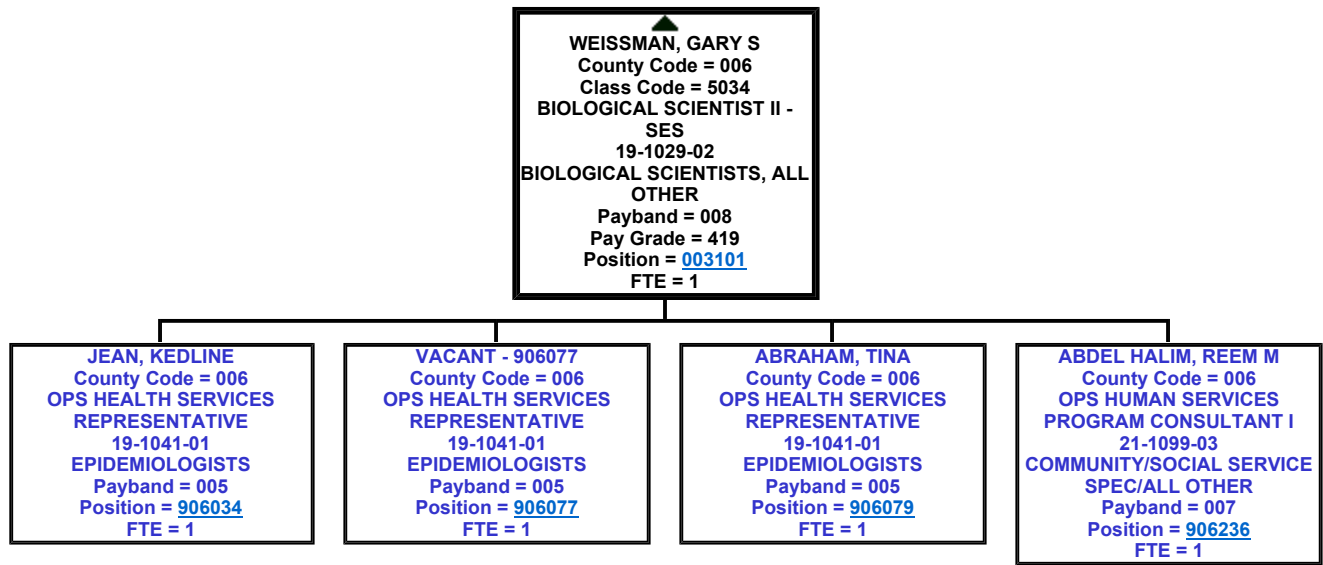 WEISSMAN, GARY S
County Code = 006
Class Code = 5034
BIOLOGICAL SCIENTIST II -
SES
19-1029-02
BIOLOGICAL SCIENTISTS, ALL
OTHER
Payband = 008
Pay Grade = 419
Position = 003101
FTE = 1
JEAN, KEDLINE
County Code = 006
OPS HEALTH SERVICES
REPRESENTATIVE
19-1041-01
EPIDEMIOLOGISTS
Payband = 005
Position = 906034
FTE = 1
VACANT - 906077
County Code = 006
OPS HEALTH SERVICES
REPRESENTATIVE
19-1041-01
EPIDEMIOLOGISTS
Payband = 005
Position = 906077
FTE = 1
ABRAHAM, TINA
County Code = 006
OPS HEALTH SERVICES
REPRESENTATIVE
19-1041-01
EPIDEMIOLOGISTS
Payband = 005
Position = 906079
FTE = 1
ABDEL HALIM, REEM M
County Code = 006
OPS HUMAN SERVICES
PROGRAM CONSULTANT I
21-1099-03
COMMUNITY/SOCIAL SERVICE
SPEC/ALL OTHER
Payband = 007
Position = 906236
FTE = 1